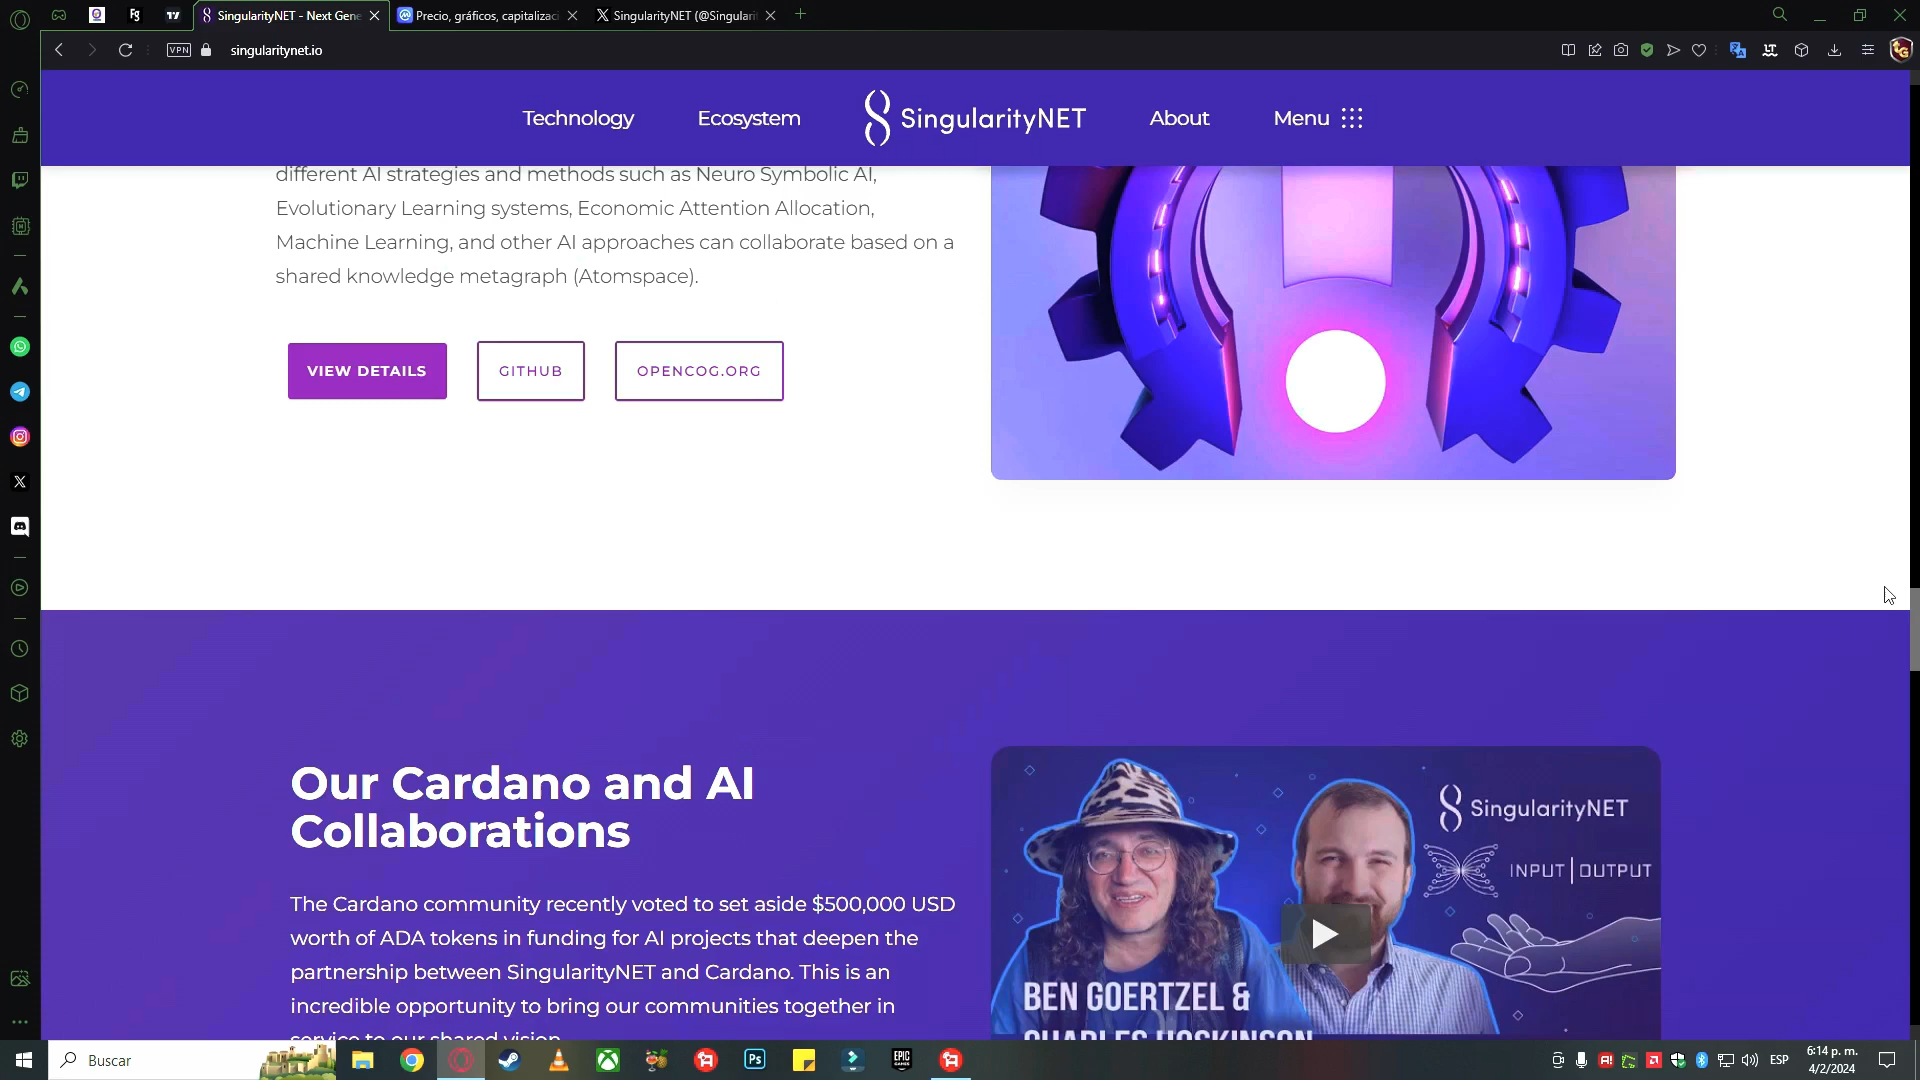 SingularityNET - Next Gene
Precio, gráficos, capitalizaci
SingularityNET (@Singulari
VPN
singularitynet.io
Technology
Ecosystem
SingularityNET
About
Menu
different AI strategies and methods such as Neuro Symbolic AI,
Evolutionary Learning systems, Economic Attention Allocation,
Machine Learning, and other AI approaches can collaborate based on a
shared knowledge metagraph (Atomspace).
VIEW DETAILS
GITHUB
OPENCOG.ORG
Our Cardano and AI
Collaborations
The Cardano community recently voted to set aside $500,000 USD
worth of ADA tokens in funding for AI projects that deepen the
partnership between SingularityNET and Cardano. This is an
incredible opportunity to bring our communities together in
service to our shared vision.
SingularityNET
INPUT | OUTPUT
BEN GOERTZEL &
CHARLES HOSKINSON
Buscar
Ps
EPIC
GAMES
ESP
6:14 p. m.
4/2/2024